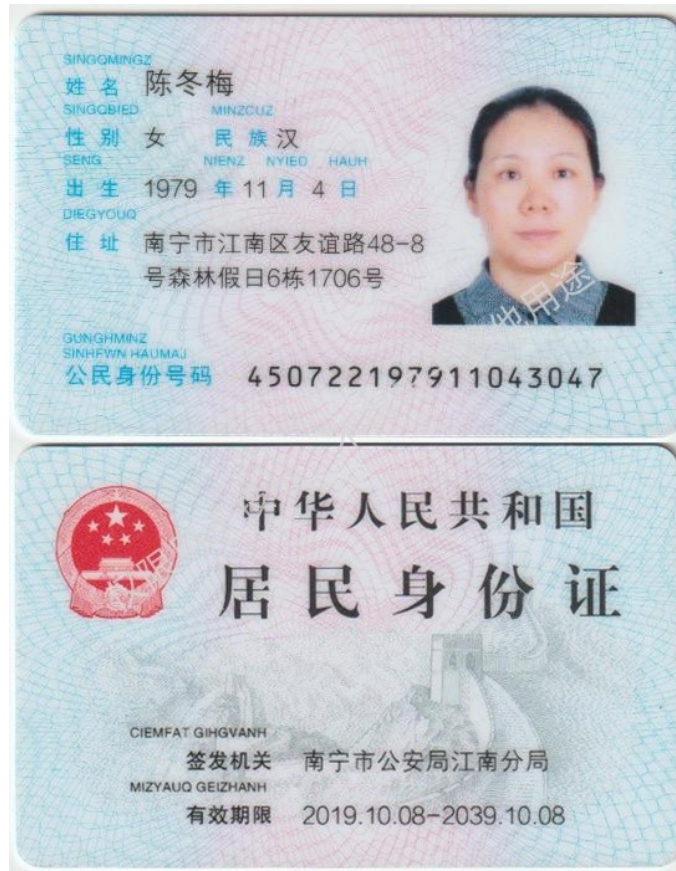 SINGQMINGZ
姓 名 陈冬梅
SINGQBIED MINZCUZ
性 别 女 民 族 汉
SENG NIENZ NYIED HAUH
出 生 1979 年 11 月 4 日
DIEGYOUQ
住 址 南宁市江南区友谊路48-8
号森林假日6栋1706号
他用途
GUNGHMINZ
SINHFWN HAUMAJ
公民身份号码 450722197911043047
中华人民共和国
居民身份证
限
CIEMFAT GIHGVANH
签发机关 南宁市公安局江南分局
MIZYAUQ GEIZHANH
有效期限 2019.10.08-2039.10.08